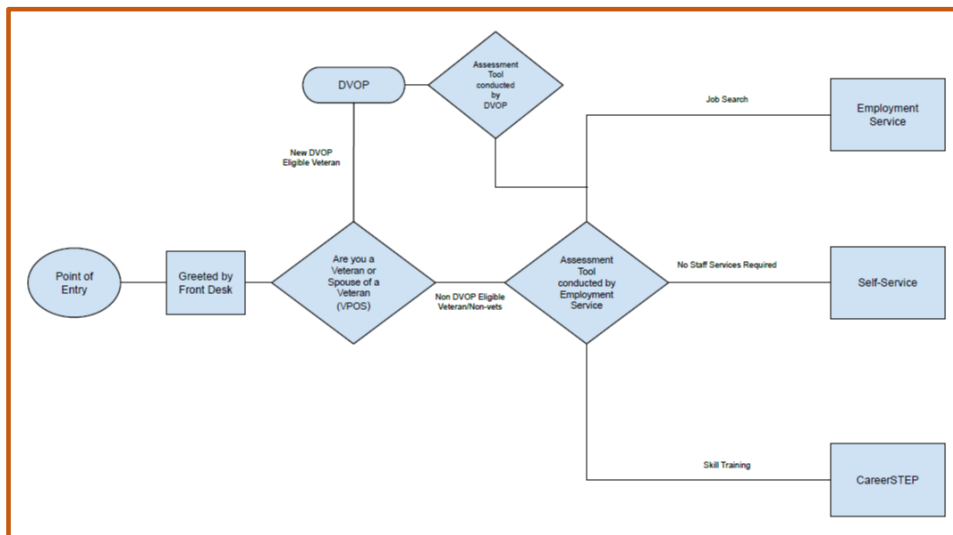 DVOP
Assessment
Tool
conducted
by
DVOP
Job Search
Employment
Service
New DVOP
Eligible Veteran
Point of
Entry
Greeted by
Front Desk
Are you a
Veteran or
Spouse of a
Veteran
(VPOS)
Non DVOP Eligible
Veteran/Non-vets
Assessment
Tool
conducted by
Employment
Service
No Staff Services Required
Self-Service
Skill Training
CareerSTEP